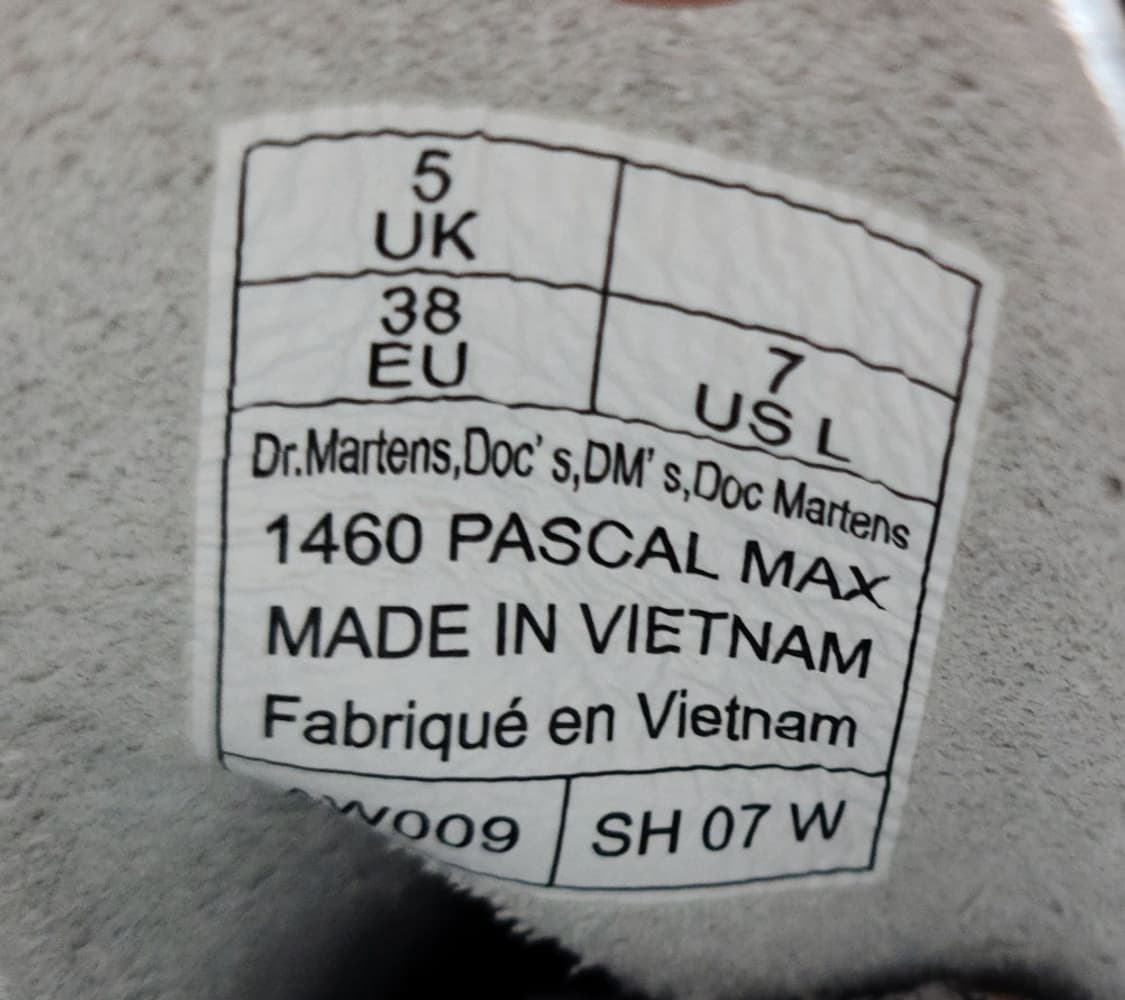 5
UK
38
EU
7
US L
Dr.Martens,Doc's,DM's,Doc Martens
1460 PASCAL MAX
MADE IN VIETNAM
Fabriqué en Vietnam
SH 07 W